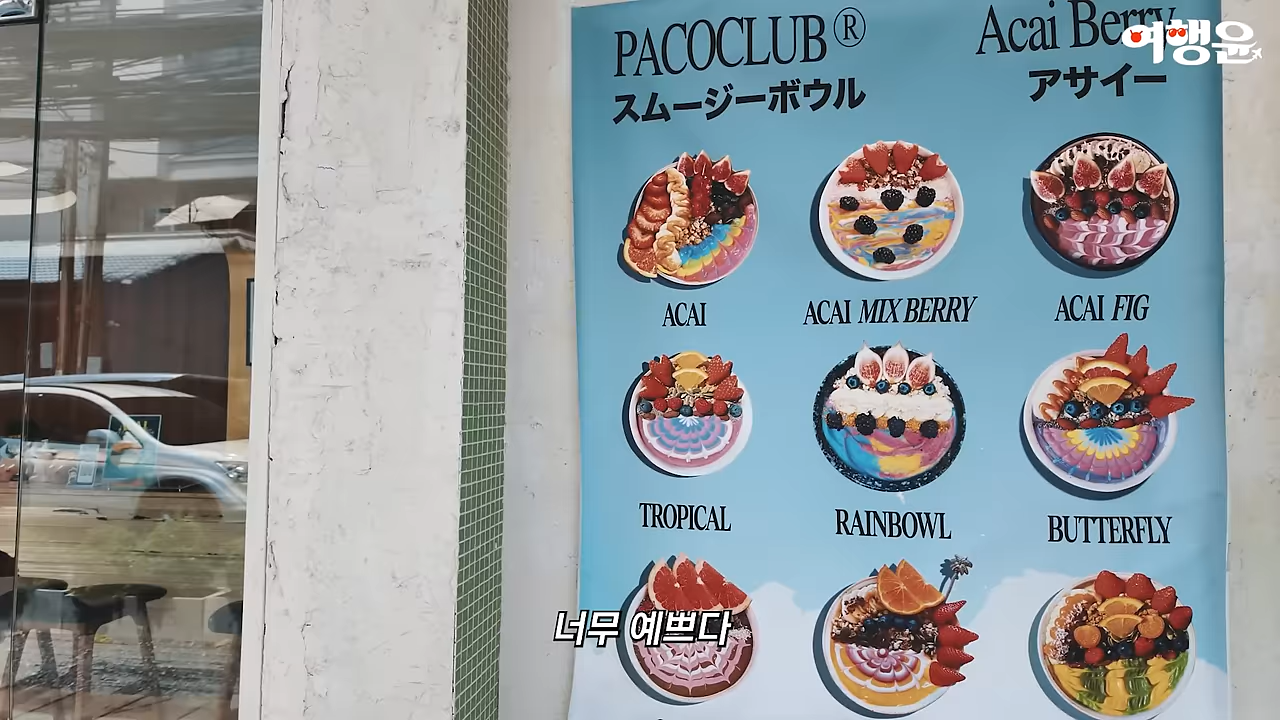 PACOCLUB®
スムージーボウル
Acai Berry
アサイー
여행윤
ACAI
ACAI MIX BERRY
ACAI FIG
TROPICAL
RAINBOWL
BUTTERFLY
너무 예쁘다